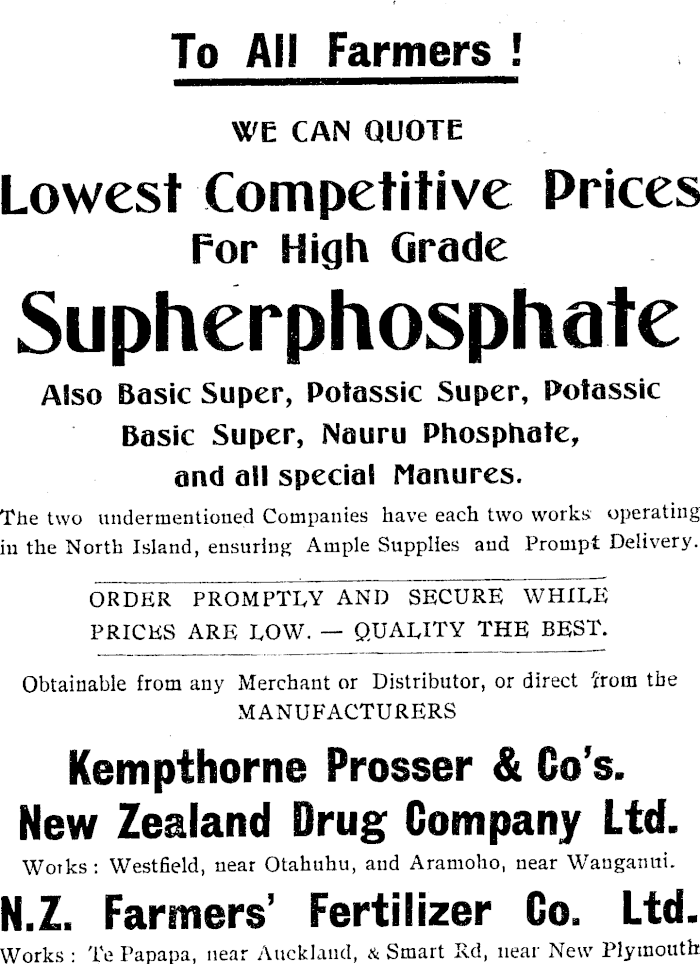 To All Farmers !
WE CAN QUOTE
Lowest Competitive Prices
For High Grade
Supherphosphate
Also Basic Super, Potassic Super, Potassic
Basic Super, Nauru Phosphate,
and all special Manures.
The two undermentioned Companies have each two works operating
in the North Island, ensuring Ample Supplies and Prompt Delivery.
ORDER PROMPTLY AND SECURE WHILE
PRICES ARE LOW. — QUALITY THE BEST.
Obtainable from any Merchant or Distributor, or direct from the
MANUFACTURERS
Kempthorne Prosser & Co's.
New Zealand Drug Company Ltd.
Works : Westfield, near Otahuhu, and Aramoho, near Wanganui.
N.Z. Farmers' Fertilizer Co. Ltd.
Works : Te Papapa, near Auckland, & Smart Rd, near New Plymouth